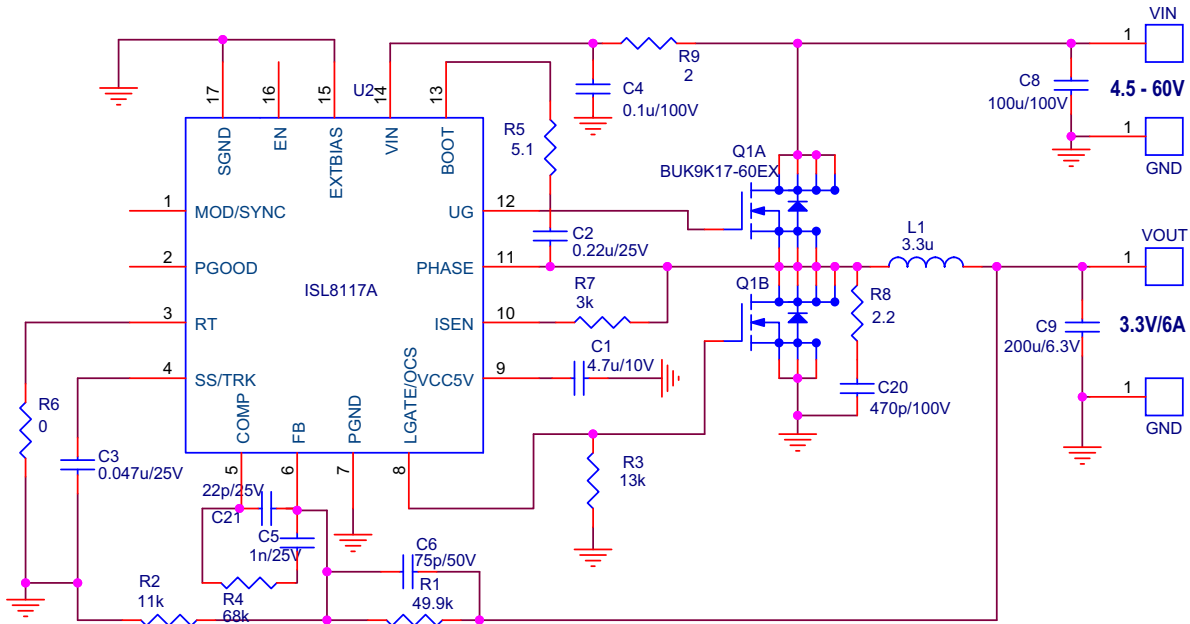 VIN
1
R9
2
C8
100u/100V
4.5 - 60V
C4
0.1u/100V
1
GND
17
16
15
U2
14
13
SGND
EN
EXTBIAS
VIN
BOOT
R5
5.1
Q1A
BUK9K17-60EX
1
MOD/SYNC
UG
12
C2
0.22u/25V
L1
3.3u
VOUT
1
2
PGOOD
PHASE
11
ISL8117A
R7
3k
Q1B
R8
2.2
3
RT
ISEN
10
C9
200u/6.3V
3.3V/6A
C1
4.7u/10V
4
SS/TRK
VCC5V
9
C20
470p/100V
1
GND
R6
0
COMP
FB
PGND
LGATE/OCS
C3
0.047u/25V
5
6
7
8
R3
13k
22p/25V
C21
C5
1n/25V
C6
75p/50V
R2
11k
R4
68k
R1
49.9k